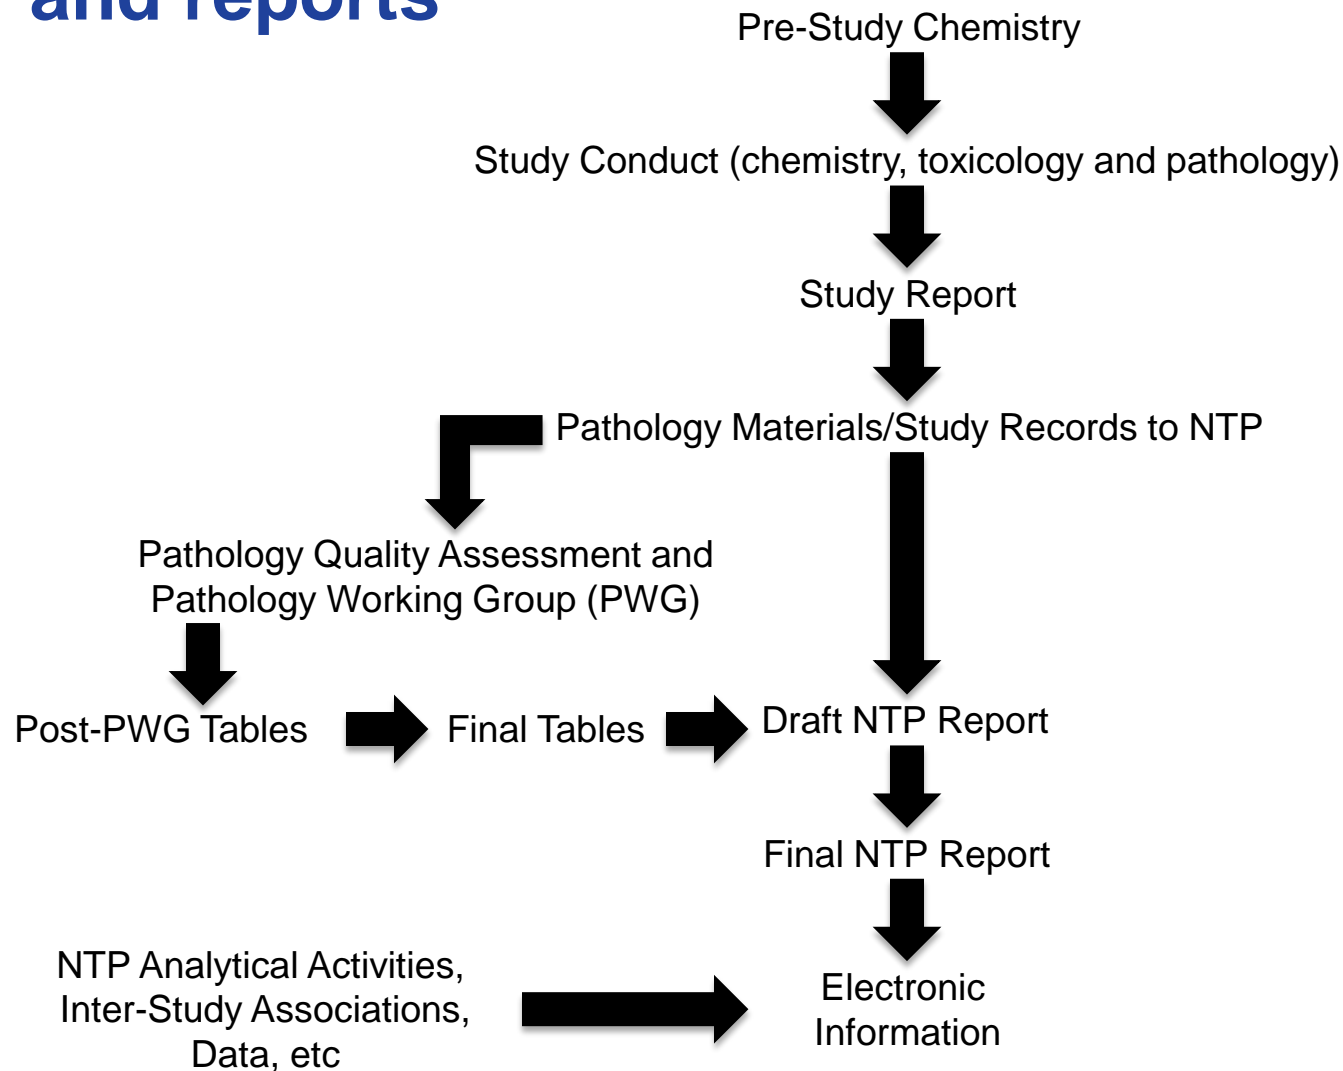 and reports
Pre-Study Chemistry
Study Conduct (chemistry, toxicology and pathology)
Study Report
Pathology Materials/Study Records to NTP
Pathology Quality Assessment and
Pathology Working Group (PWG)
Post-PWG Tables
Final Tables
Draft NTP Report
Final NTP Report
NTP Analytical Activities,
Inter-Study Associations,
Data, etc
Electronic
Information